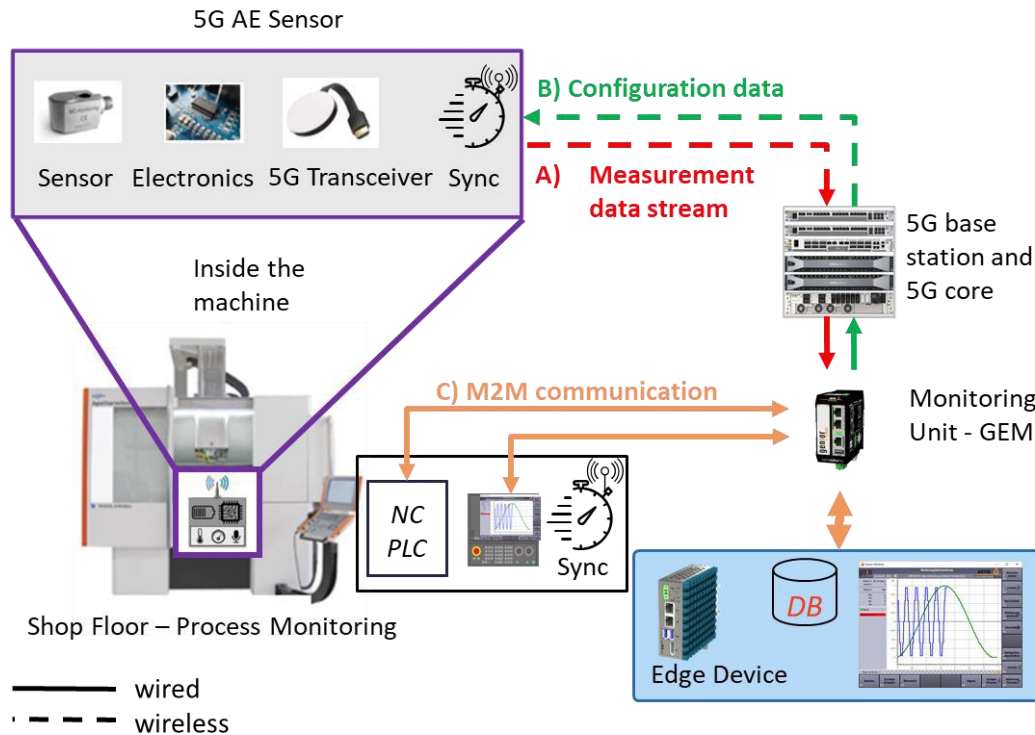 5G AE Sensor
Sensor
Electronics
5G Transceiver
Sync
B) Configuration data
A) Measurement
data stream
5G base
station and
5G core
Inside the
machine
C) M2M communication
Monitoring
Unit - GEM
NC
PLC
Sync
DB
Edge Device
Shop Floor – Process Monitoring
wired
wireless